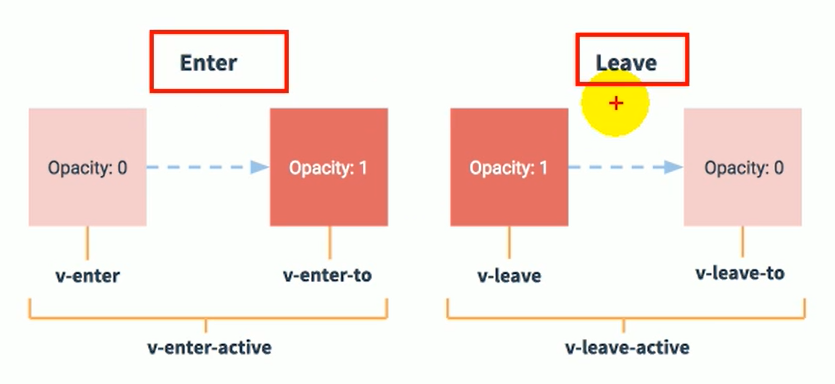 Enter
Leave
Opacity: 0
Opacity: 1
Opacity: 1
Opacity: 0
v-enter
v-enter-to
v-leave
v-leave-to
v-enter-active
v-leave-active